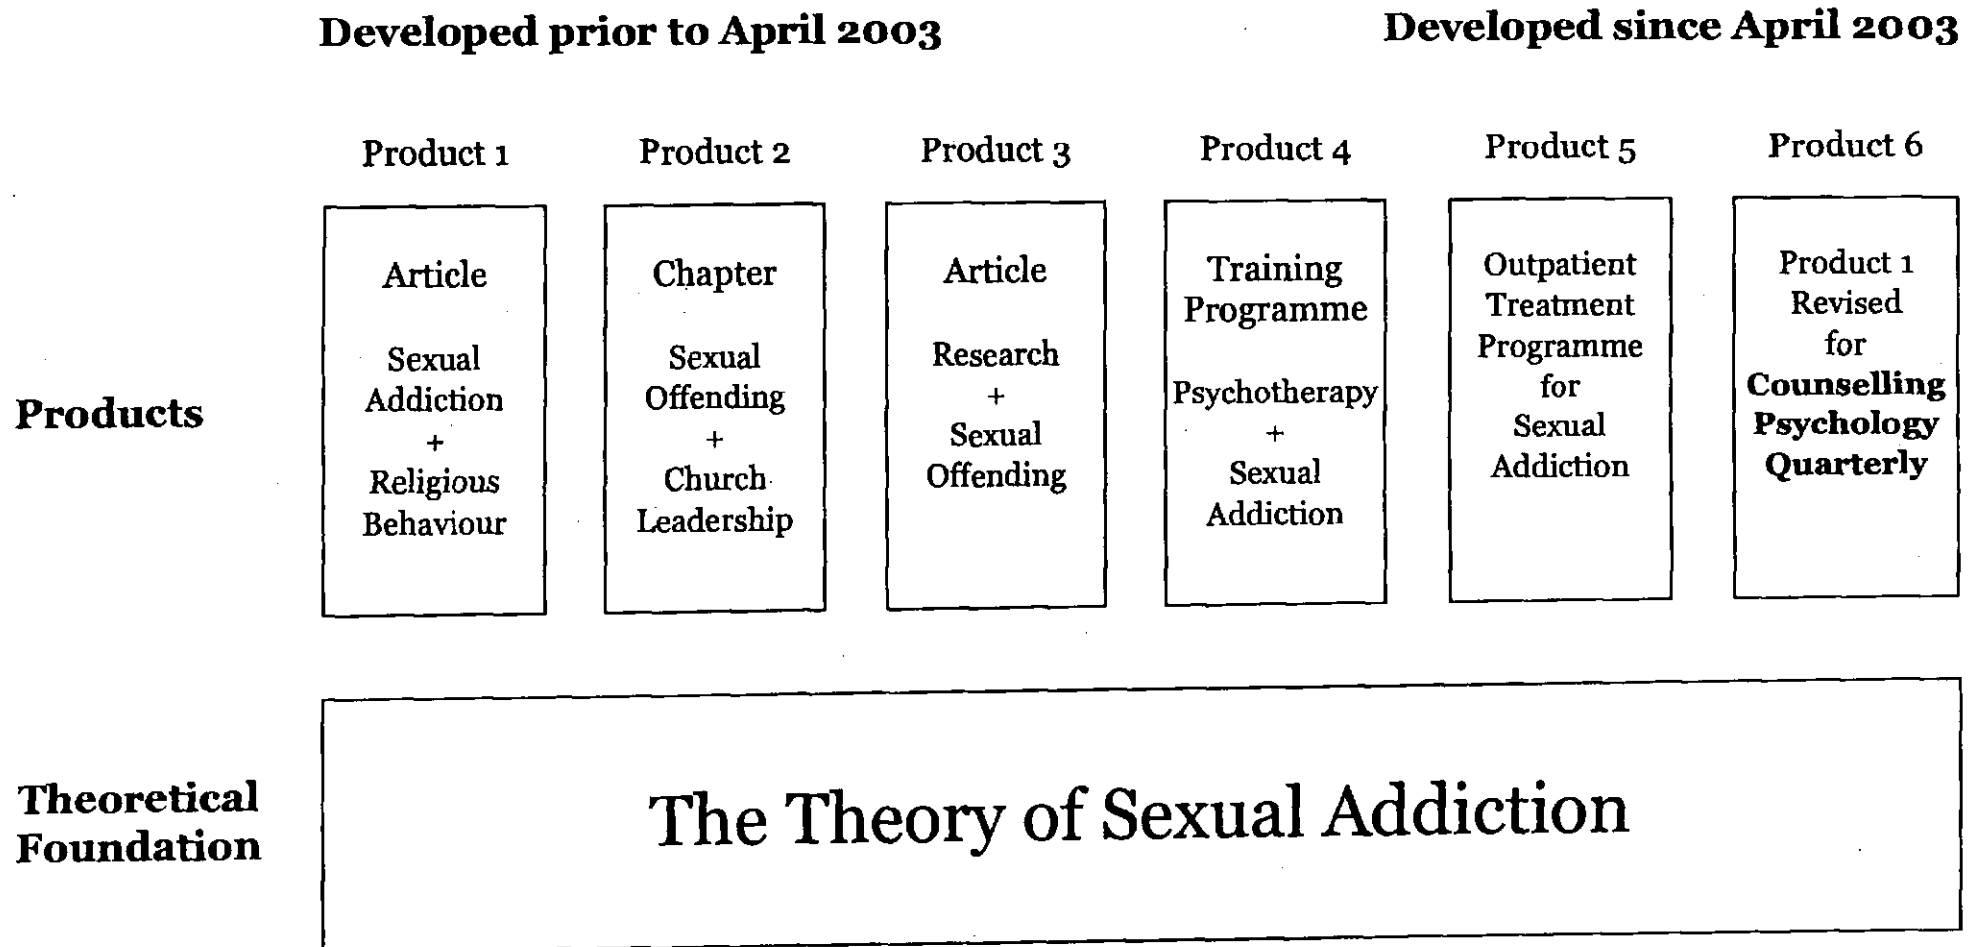 Developed prior to April 2003
Developed since April 2003
Product 1
Product 2
Product 3
Product 4
Product 5
Product 6
Products
Article
Sexual
Addiction
+
Religious
Behaviour
Chapter
Sexual
Offending
+
Church
Leadership
Article
Research
+
Sexual
Offending
Training
Programme
Psychotherapy
+
Sexual
Addiction
Outpatient
Treatment
Programme
for
Sexual
Addiction
Product 1
Revised
for
Counselling
Psychology
Quarterly
Theoretical
Foundation
The Theory of Sexual Addiction